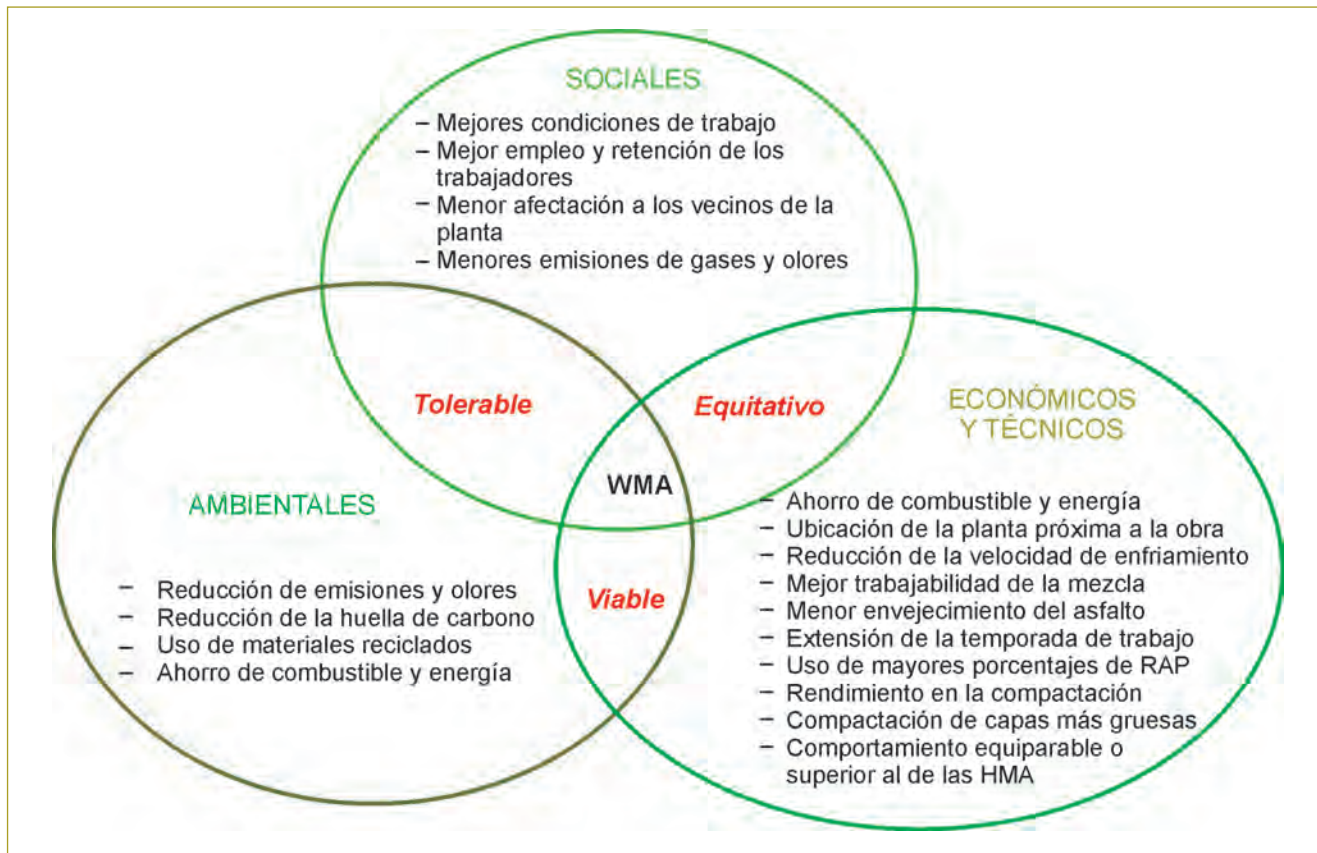 SOCIALES
– Mejores condiciones de trabajo
– Mejor empleo y retención de los
trabajadores
– Menor afectación a los vecinos de la
planta
– Menores emisiones de gases y olores
Tolerable
Equitativo
WMA
Viable
AMBIENTALES
– Reducción de emisiones y olores
– Reducción de la huella de carbono
– Uso de materiales reciclados
– Ahorro de combustible y energía
ECONÓMICOS
Y TÉCNICOS
– Ahorro de combustible y energía
– Ubicación de la planta próxima a la obra
– Reducción de la velocidad de enfriamiento
– Mejor trabajabilidad de la mezcla
– Menor envejecimiento del asfalto
– Extensión de la temporada de trabajo
– Uso de mayores porcentajes de RAP
– Rendimiento en la compactación
– Compactación de capas más gruesas
– Comportamiento equiparable o
superior al de las HMA